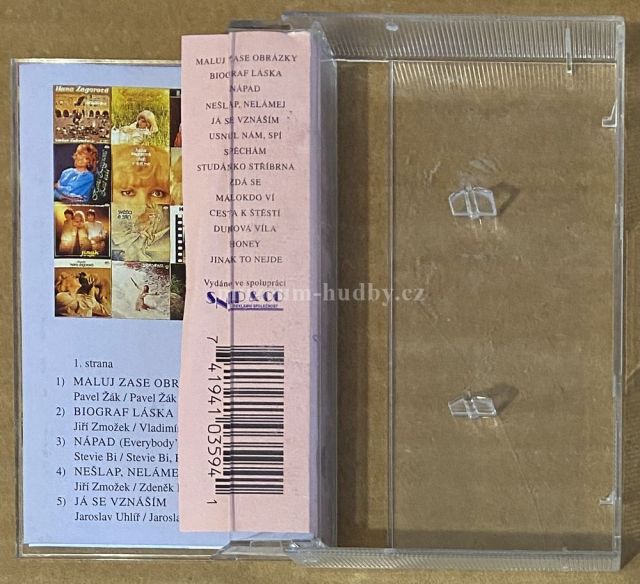 Hana Zagorová
MALUJ ZASE OBRÁZKY
BIOGRAF LÁSKA
NÁPAD
NEŠLAP, NELÁMEJ
JÁ SE VZNÁŠÍM
USNUL NÁM, SPÍ
SPĚCHÁM
STUDÁNKO STŘÍBRNÁ
ZDÁ SE
MÁLOKDO VÍ
CESTA K ŠTĚSTÍ
DUHOVÁ VÍLA
HONEY
JINAK TO NEJDE
Vydáno ve spolupráci
& CO
REKLAMNÍ SPOLEČNOST
-hudby.cz
7 41941 03594 1
1. strana
1) MALUJ ZASE OBR
Pavel Žák / Pavel Žák
2) BIOGRAF LÁSKA
Jiří Zmožek / Vladimí
3) NÁPAD (Everybody'
Stevie Bi / Stevie Bi,
4) NEŠLAP, NELÁME
Jiří Zmožek / Zdeněk
5) JÁ SE VZNÁŠÍM
Jaroslav Uhlíř / Jarosla